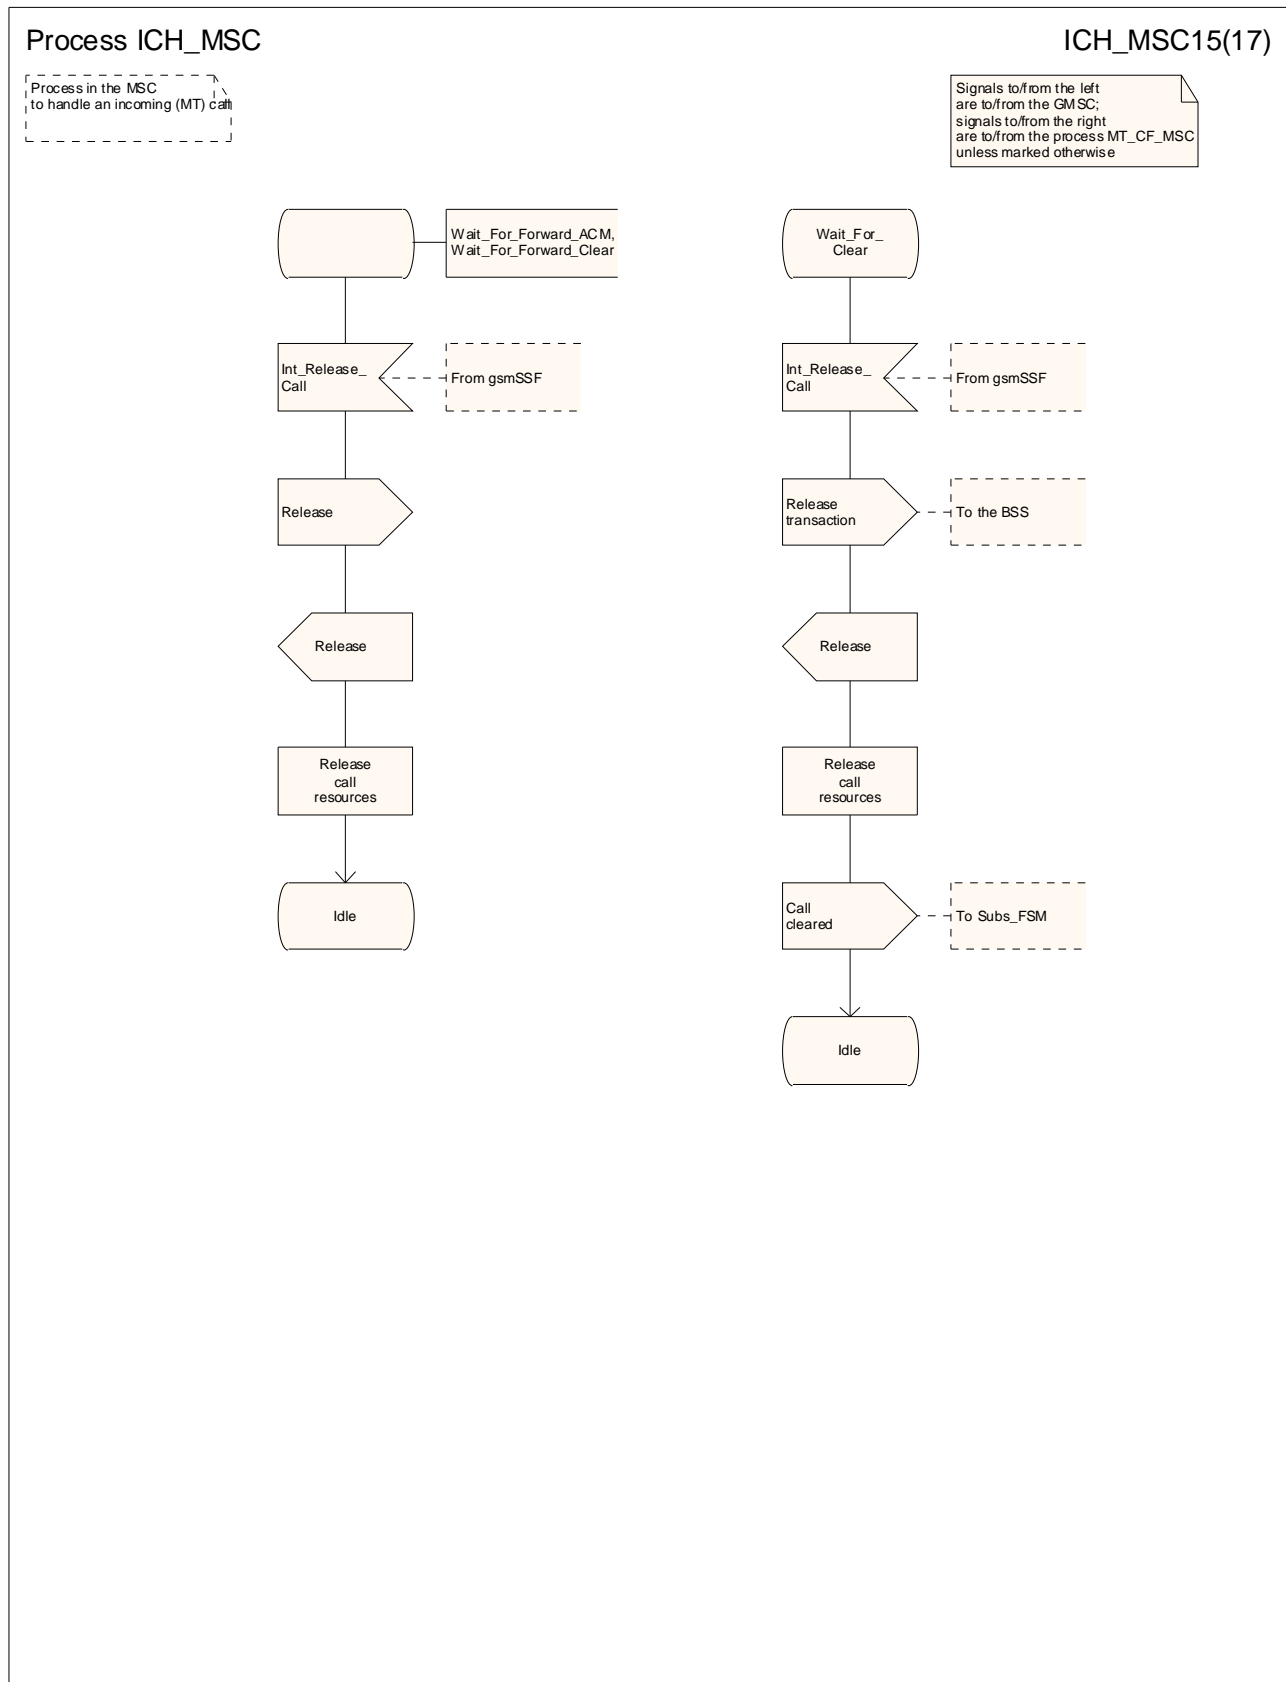 Process ICH_MSC
ICH_MSC15(17)
Process in the MSC
to handle an incoming (MT) call
Signals to/from the left
are to/from the GMSC;
signals to/from the right
are to/from the process MT_CF_MSC
unless marked otherwise
Wait_For_Forward_ACM,
Wait_For_Forward_Clear
Int_Release_
Call
From gsmSSF
Release
Release
Release
call
resources
Idle
Wait_For_
Clear
Int_Release_
Call
From gsmSSF
Release
transaction
To the BSS
Release
Release
call
resources
Call
cleared
To Subs_FSM
Idle